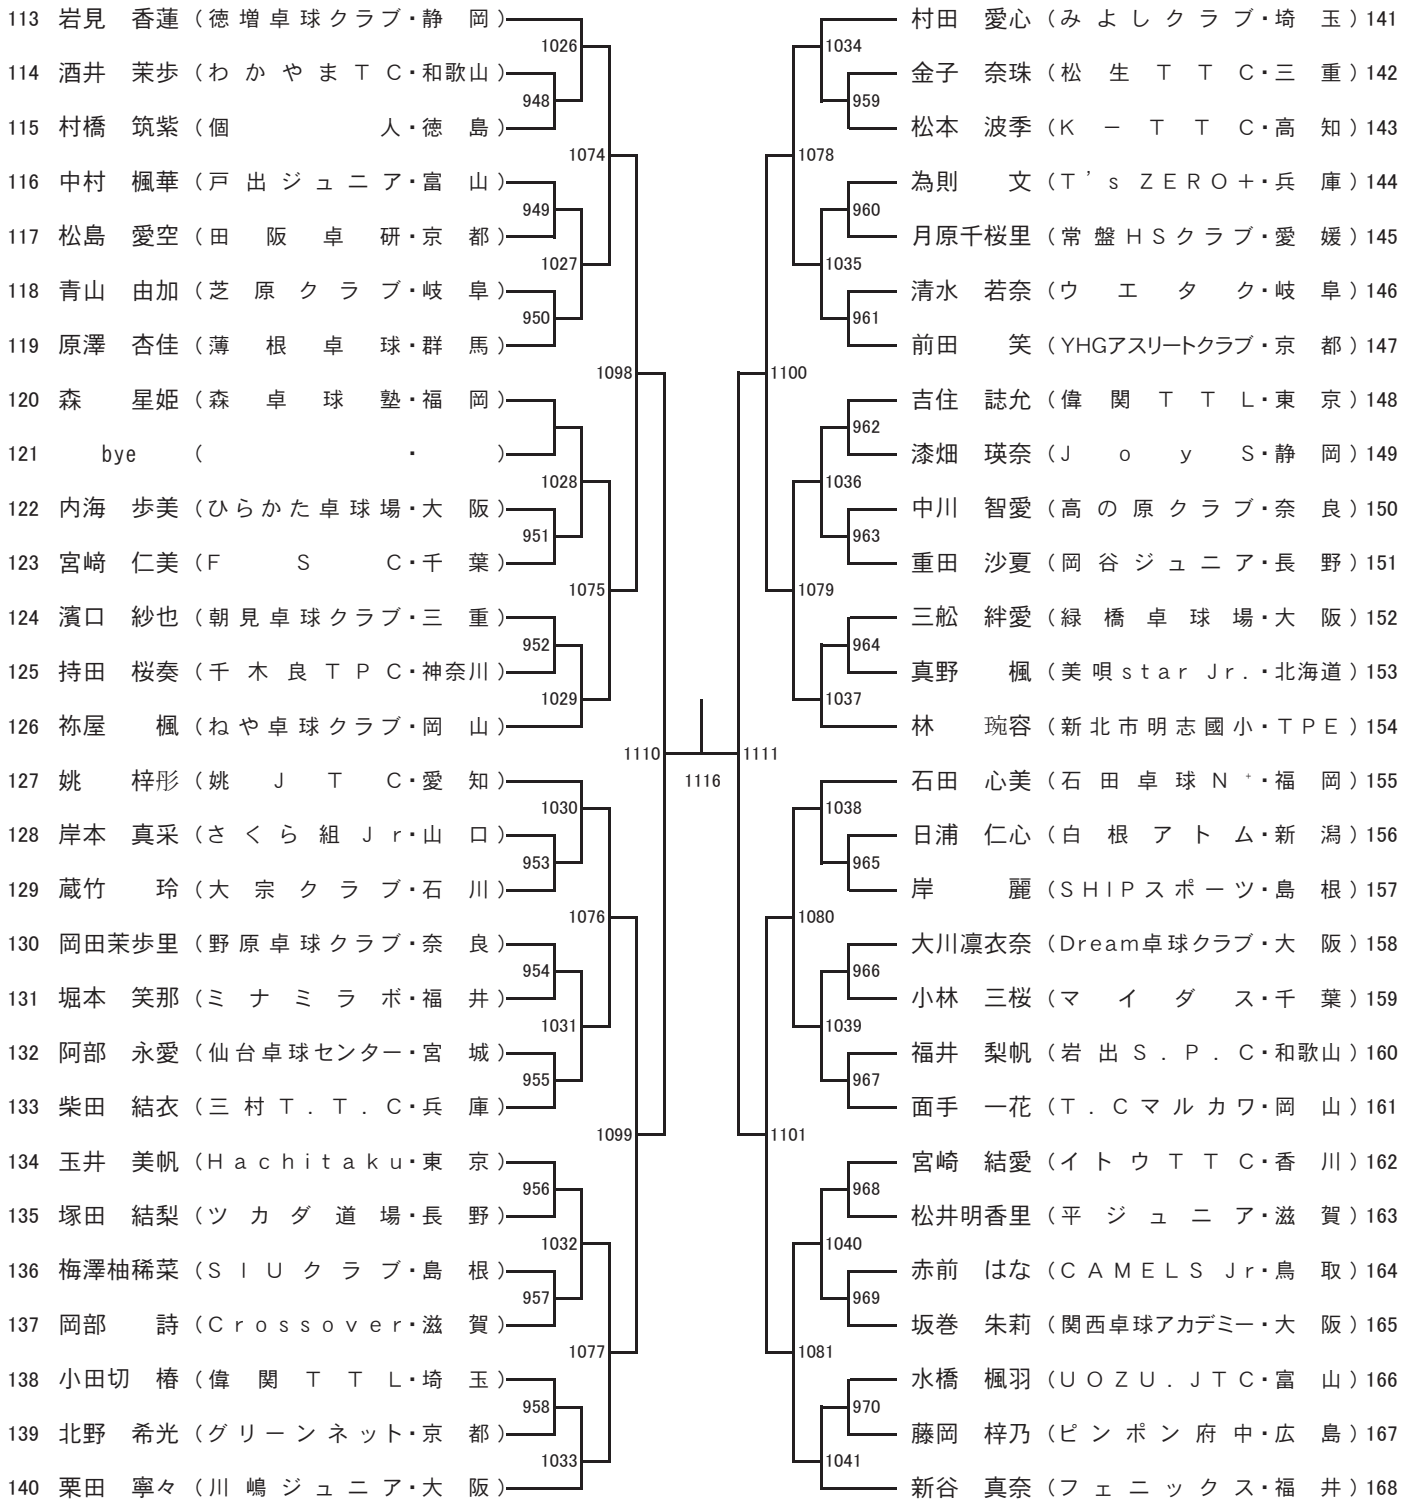 113 岩見 香蓮 (徳増卓球クラブ・静岡)
1026
114 酒井 茉歩 (わかやまTC・和歌山)
948
115 村橋 筑紫 (個人・徳島)
1074
116 中村 楓華 (戸出ジュニア・富山)
949
117 松島 愛空 (田阪卓研・京都)
1027
118 青山 由加 (芝原クラブ・岐阜)
950
119 原澤 杏佳 (薄根卓球・群馬)
1098
120 森 星姫 (森卓球塾・福岡)
121 bye ( ・ )
1028
122 内海 歩美 (ひらかた卓球場・大阪)
951
123 宮﨑 仁美 (FSC・千葉)
1075
124 濱口 紗也 (朝見卓球クラブ・三重)
952
125 持田 桜奏 (千木良TPC・神奈川)
1029
126 祢屋 楓 (ねや卓球クラブ・岡山)
1110
127 姚 梓彤 (姚JTC・愛知)
1030
128 岸本 真采 (さくら組Jr・山口)
953
129 蔵竹 玲 (大宗クラブ・石川)
1076
130 岡田茉歩里 (野原卓球クラブ・奈良)
954
131 堀本 笑那 (ミナミラボ・福井)
1031
132 阿部 永愛 (仙台卓球センター・宮城)
955
133 柴田 結衣 (三村T.T.C・兵庫)
1099
134 玉井 美帆 (Hachitaku・東京)
956
135 塚田 結梨 (ツカダ道場・長野)
1032
136 梅澤柚稀菜 (SIUクラブ・島根)
957
137 岡部 詩 (Crossover・滋賀)
1077
138 小田切 椿 (偉関TTL・埼玉)
958
139 北野 希光 (グリーンネット・京都)
1033
140 栗田 寧々 (川嶋ジュニア・大阪)
1116
村田 愛心 (みよしクラブ・埼玉) 141
1034
金子 奈珠 (松生TTC・三重) 142
959
松本 波季 (K-TTC・高知) 143
1078
為則 文 (T's ZERO+・兵庫) 144
960
月原千桜里 (常盤HSクラブ・愛媛) 145
1035
清水 若奈 (ウエタク・岐阜) 146
961
前田 笑 (YHGアスリートクラブ・京都) 147
1100
吉住 誌允 (偉関TTL・東京) 148
962
漆畑 瑛奈 (JoyS・静岡) 149
1036
中川 智愛 (高の原クラブ・奈良) 150
963
重田 沙夏 (岡谷ジュニア・長野) 151
1079
三舩 絆愛 (緑橋卓球場・大阪) 152
964
真野 楓 (美唄star Jr.・北海道) 153
1037
林 琬容 (新北市明志國小・TPE) 154
1111
石田 心美 (石田卓球N⁺・福岡) 155
1038
日浦 仁心 (白根アトム・新潟) 156
965
岸 麗 (SHIPスポーツ・島根) 157
1080
大川凛衣奈 (Dream卓球クラブ・大阪) 158
966
小林 三桜 (マイダス・千葉) 159
1039
福井 梨帆 (岩出S.P.C・和歌山) 160
967
面手 一花 (T.Cマルカワ・岡山) 161
1101
宮崎 結愛 (イトウTTC・香川) 162
968
松井明香里 (平ジュニア・滋賀) 163
1040
赤前 はな (CAMELS Jr・鳥取) 164
969
坂巻 朱莉 (関西卓球アカデミー・大阪) 165
1081
水橋 楓羽 (UOZU.JTC・富山) 166
970
藤岡 梓乃 (ピンポン府中・広島) 167
1041
新谷 真奈 (フェニックス・福井) 168